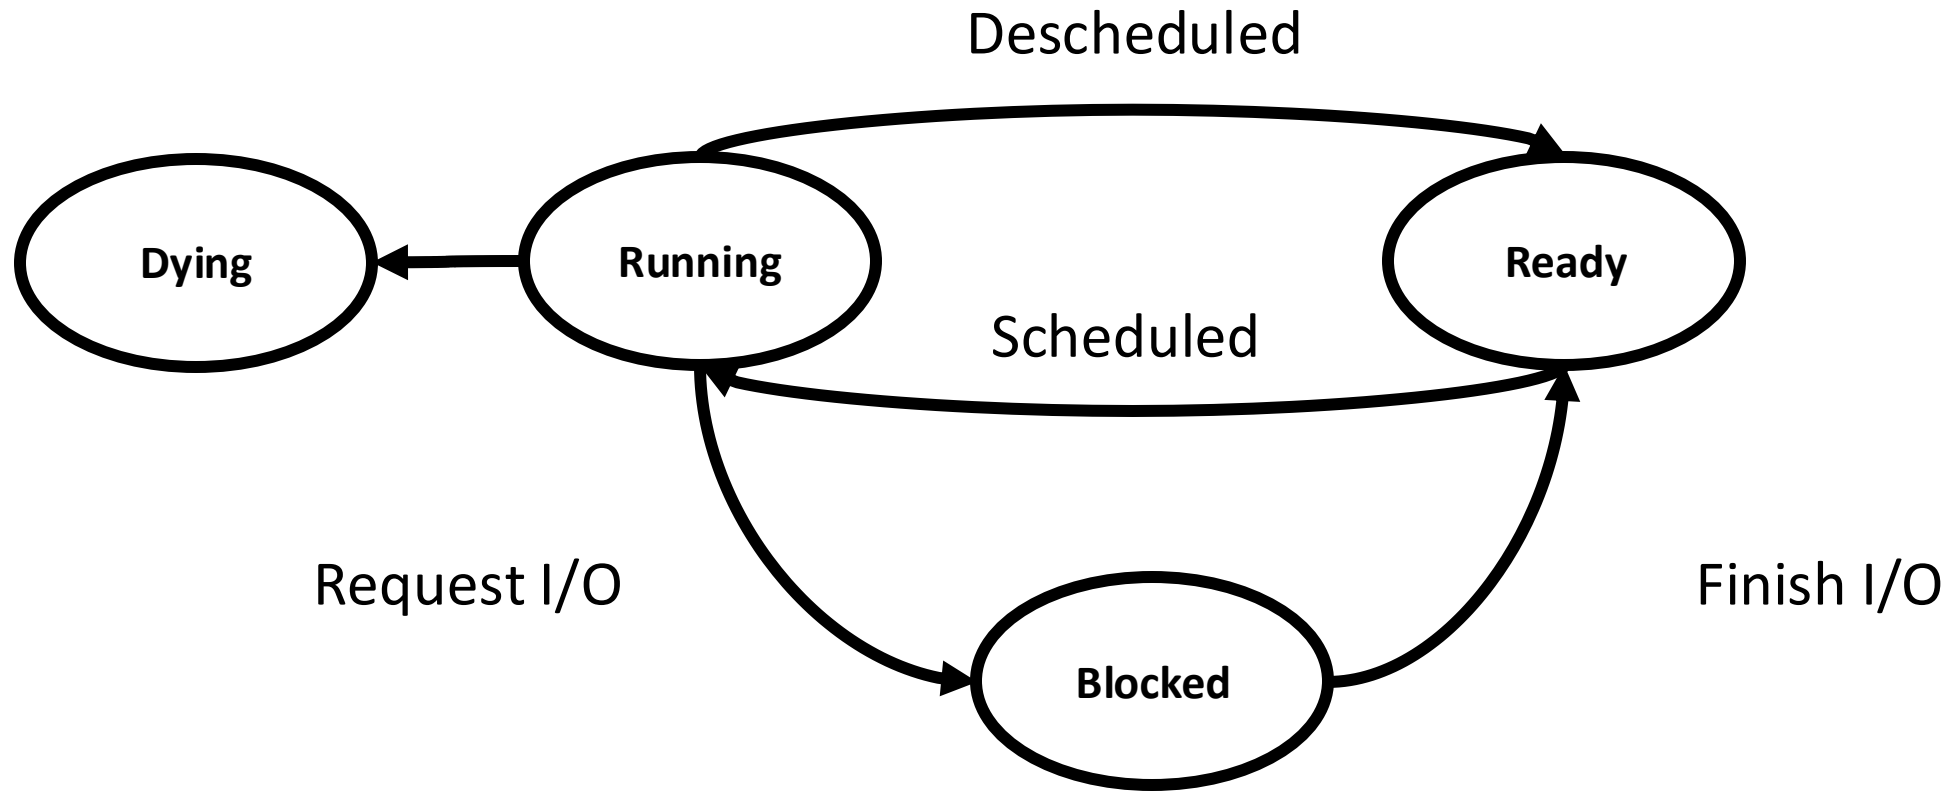 Descheduled
Dying
Running
Ready
Scheduled
Request I/O
Finish I/O
Blocked